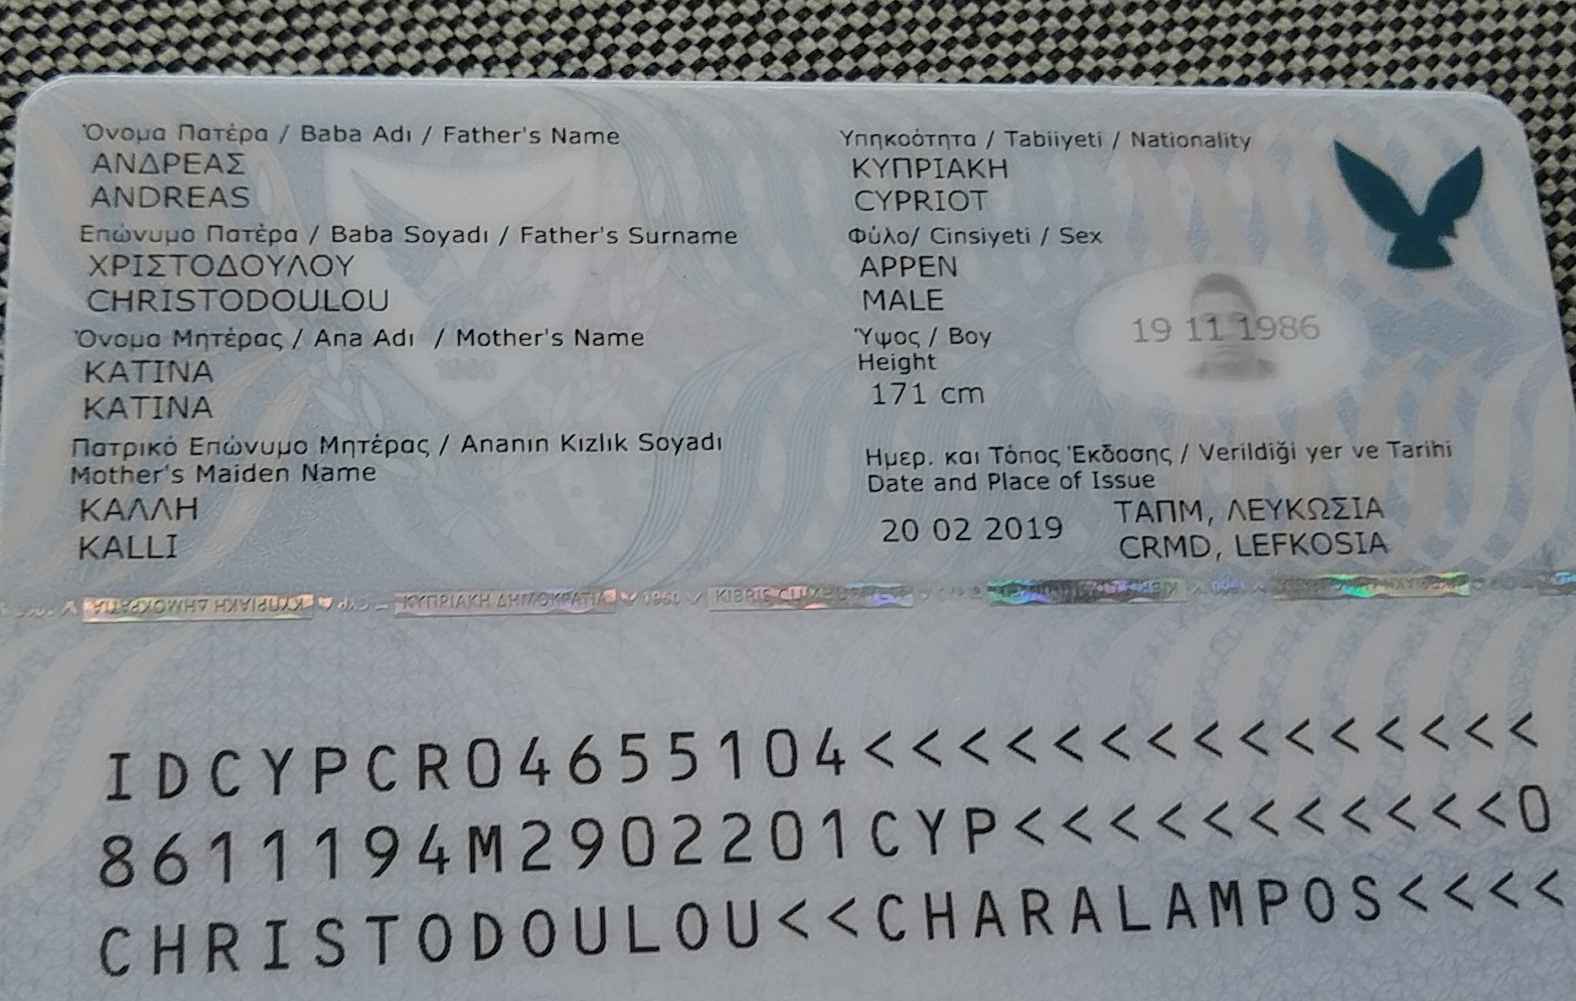 Όνομα Πατέρα / Baba Adı / Father's Name
ΑΝΔΡΕΑΣ
ANDREAS
Επώνυμο Πατέρα / Baba Soyadı / Father's Surname
ΧΡΙΣΤΟΔΟΥΛΟΥ
CHRISTODOULOU
Όνομα Μητέρας / Ana Adı / Mother's Name
ΚΑΤΙΝΑ
KATINA
Πατρικό Επώνυμο Μητέρας / Ananın Kızlık Soyadı
Mother's Maiden Name
ΚΑΛΛΗ
KALLI
Υπηκοότητα / Tabiiyeti / Nationality
ΚΥΠΡΙΑΚΗ
CYPRIOT
Φύλο/ Cinsiyeti / Sex
ΑΡΡΕΝ
MALE
Ύψος / Boy
Height
171 cm
19 11 1986
Ημερ. και Τόπος Έκδοσης / Verildiği yer ve Tarihi
Date and Place of Issue
20 02 2019
ΤΑΠΜ, ΛΕΥΚΩΣΙΑ
CRMD, LEFKOSIA
ΚΥΠΡΙΑΚΗ ΔΗΜΟΚΡΑΤΙΑ ΚΥΠΡΙΑΚΗ ΔΗΜΟΚΡΑΤΙΑ 1960 KIBRIS
IDCYPCR04655104<<<<<<<<<<<<<<<
8611194M2902201CYP<<<<<<<<<<<0
CHRISTODOULOU<<CHARALAMPOS<<<<